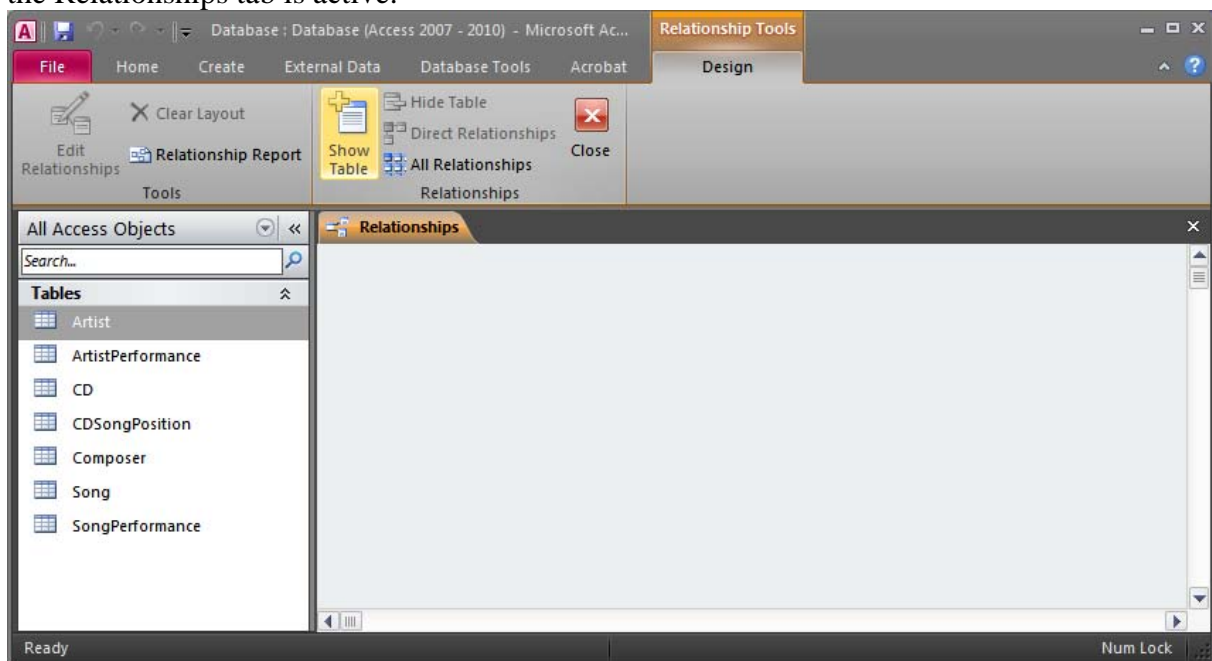 the Relationships tab is active.
A Database : Database (Access 2007 - 2010) - Microsoft Ac... Relationship Tools
File Home Create External Data Database Tools Acrobat Design ?
Edit Relationships
Clear Layout
Relationship Report
Tools
Show Table
Hide Table
Direct Relationships
All Relationships
Close
Relationships
All Access Objects «
Search...
Tables
Artist
ArtistPerformance
CD
CDSongPosition
Composer
Song
SongPerformance
Relationships
Ready Num Lock